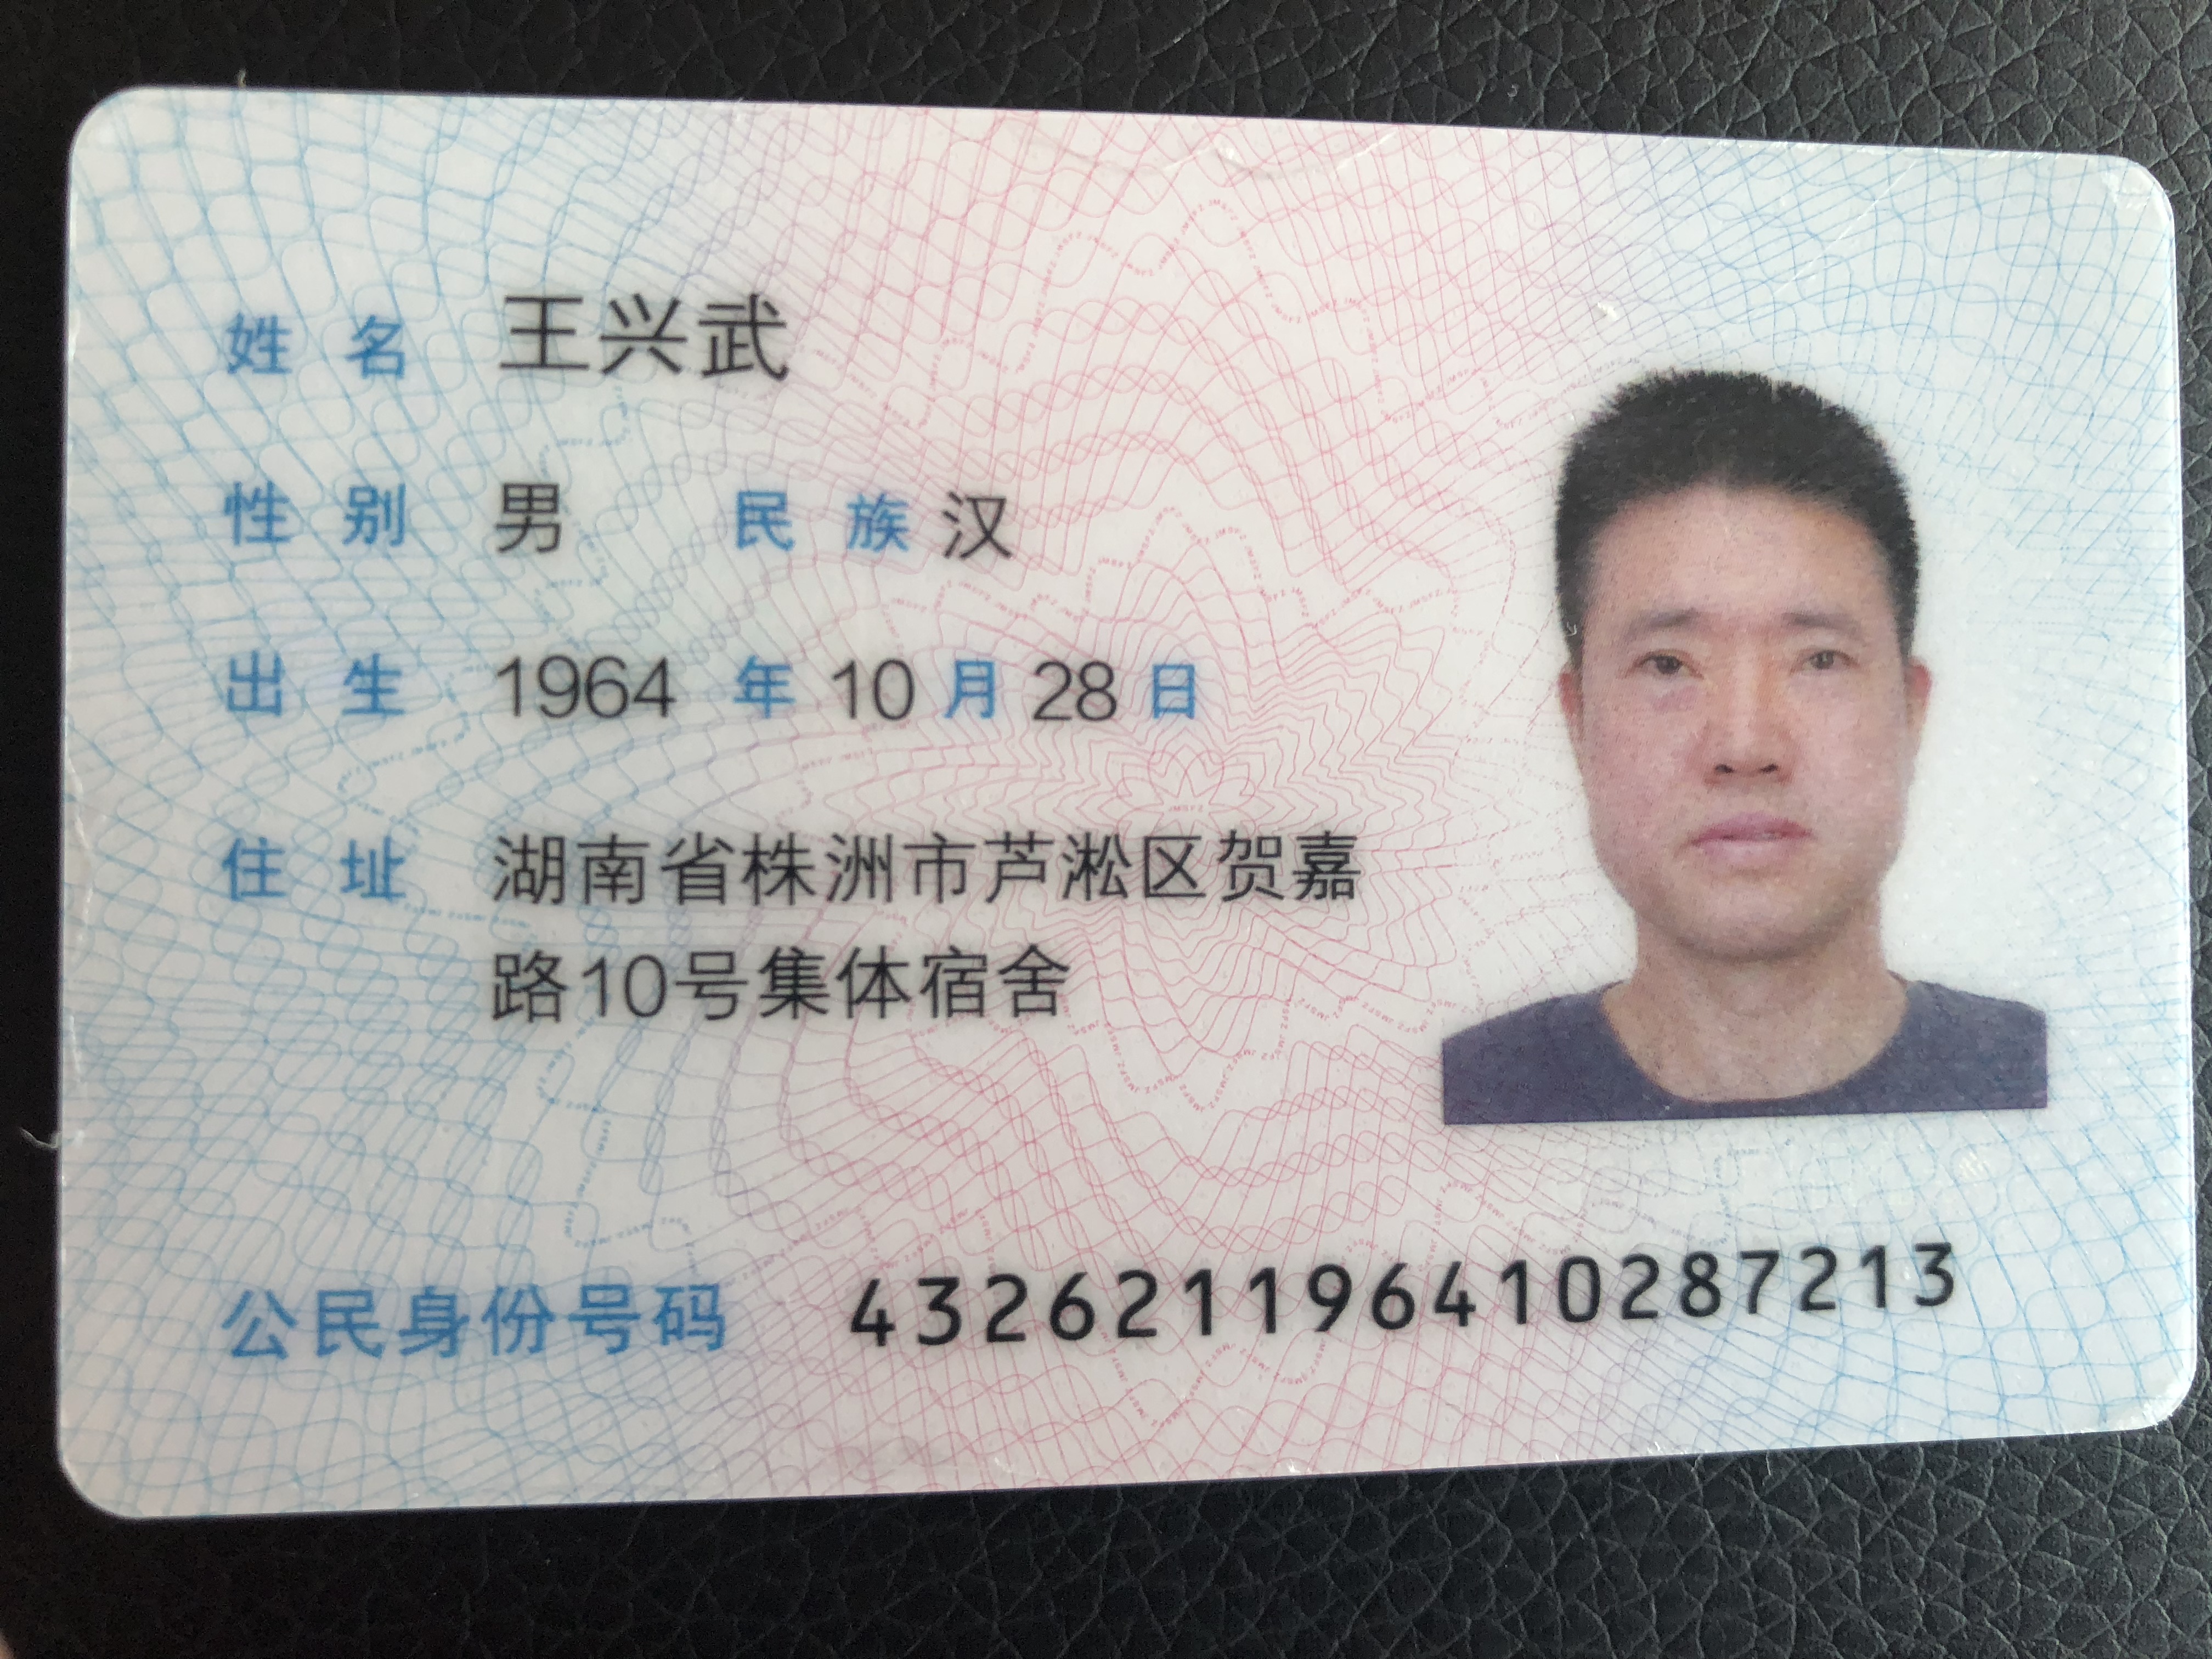 姓名 王兴武
性别 男 民族 汉
出生 1964 年 10 月 28 日
住址 湖南省株洲市芦淞区贺嘉
路10号集体宿舍
公民身份号码 432621196410287213